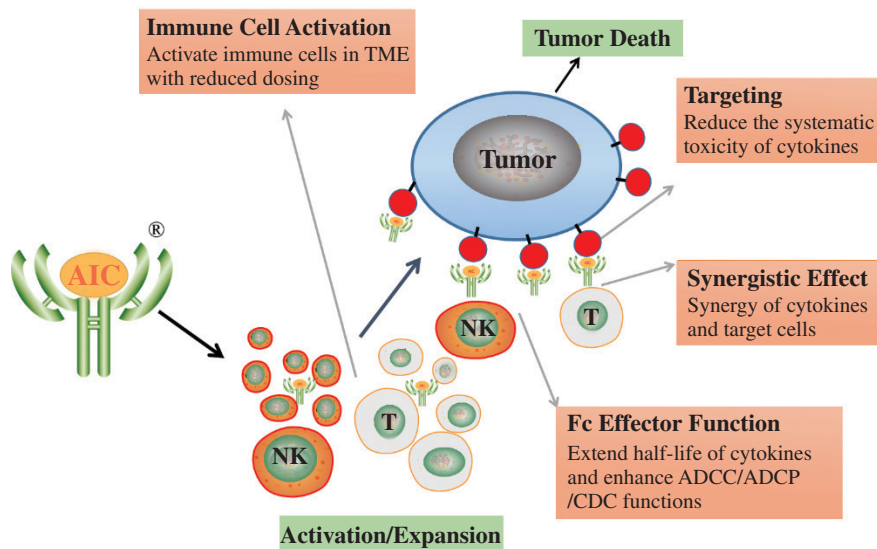 Immune Cell Activation
Activate immune cells in TME
with reduced dosing
Tumor Death
Targeting
Reduce the systematic
toxicity of cytokines
Tumor
®
AIC
Synergistic Effect
Synergy of cytokines
and target cells
NK
T
T
NK
Fc Effector Function
Extend half-life of cytokines
and enhance ADCC/ADCP
/CDC functions
Activation/Expansion